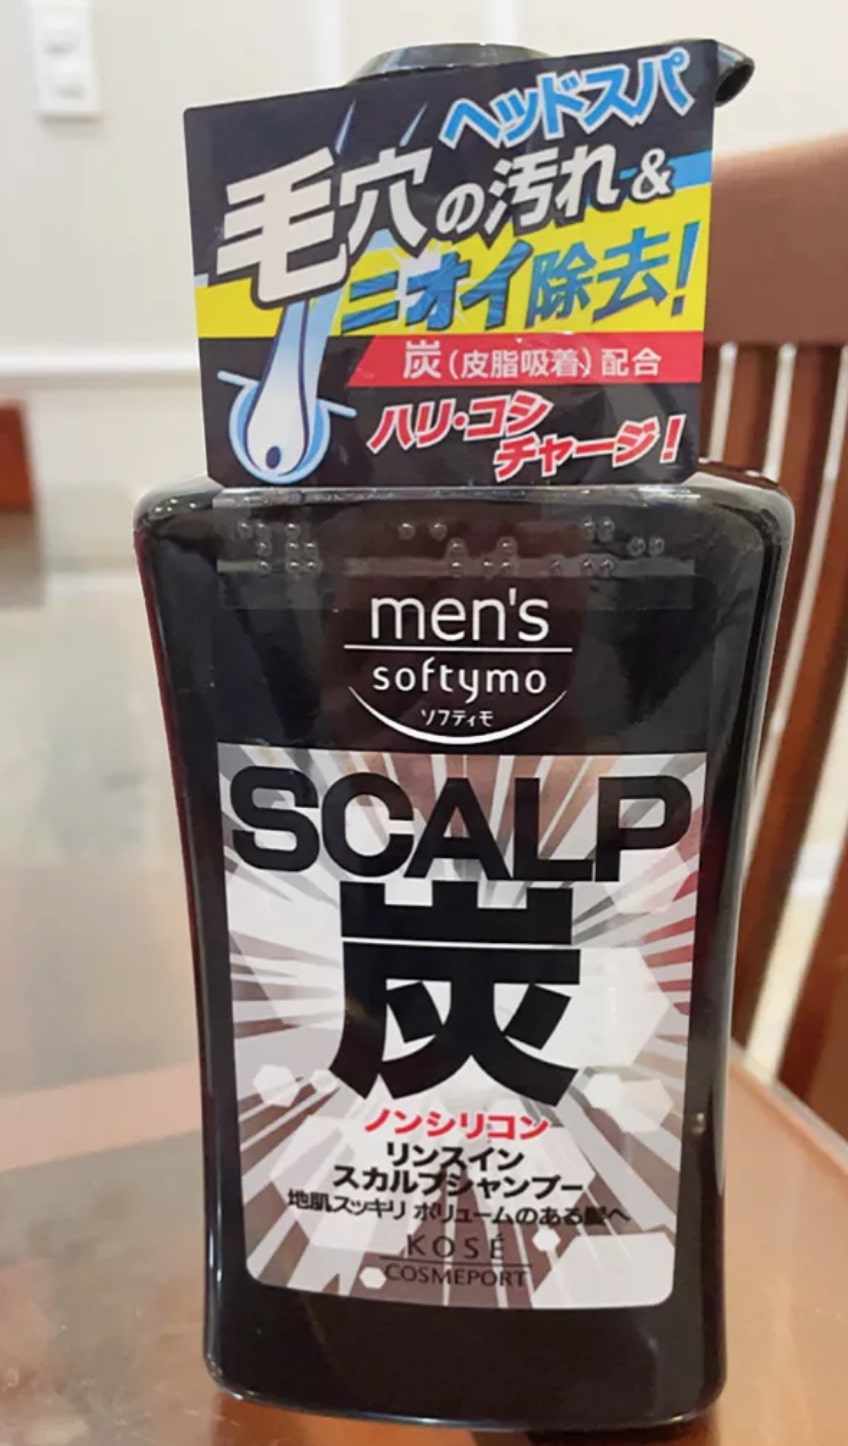 ヘッドスパ
毛穴の汚れ&
ニオイ除去!
炭(皮脂吸着)配合
ハリ・コシ
チャージ!
men's
softymo
ソフティモ
SCALP
炭
ノンシリコン
リンスイン
スカルプシャンプー
地肌スッキリ ボリュームのある髪へ
KOSÉ
COSMEPORT